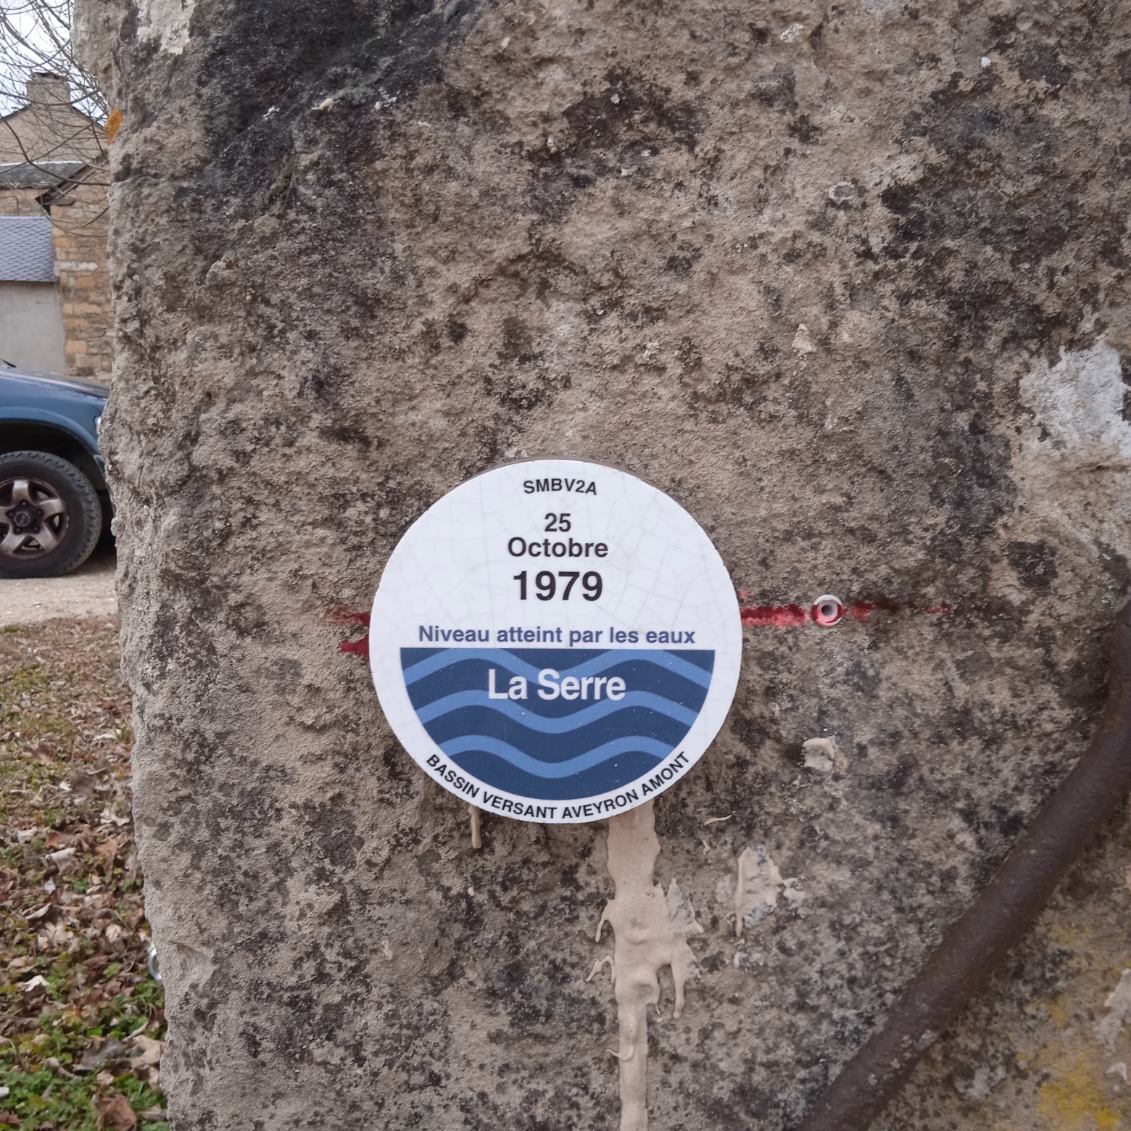 SMBV2A
25
Octobre
1979
Niveau atteint par les eaux
La Serre
BASSIN VERSANT AVEYRON AMONT